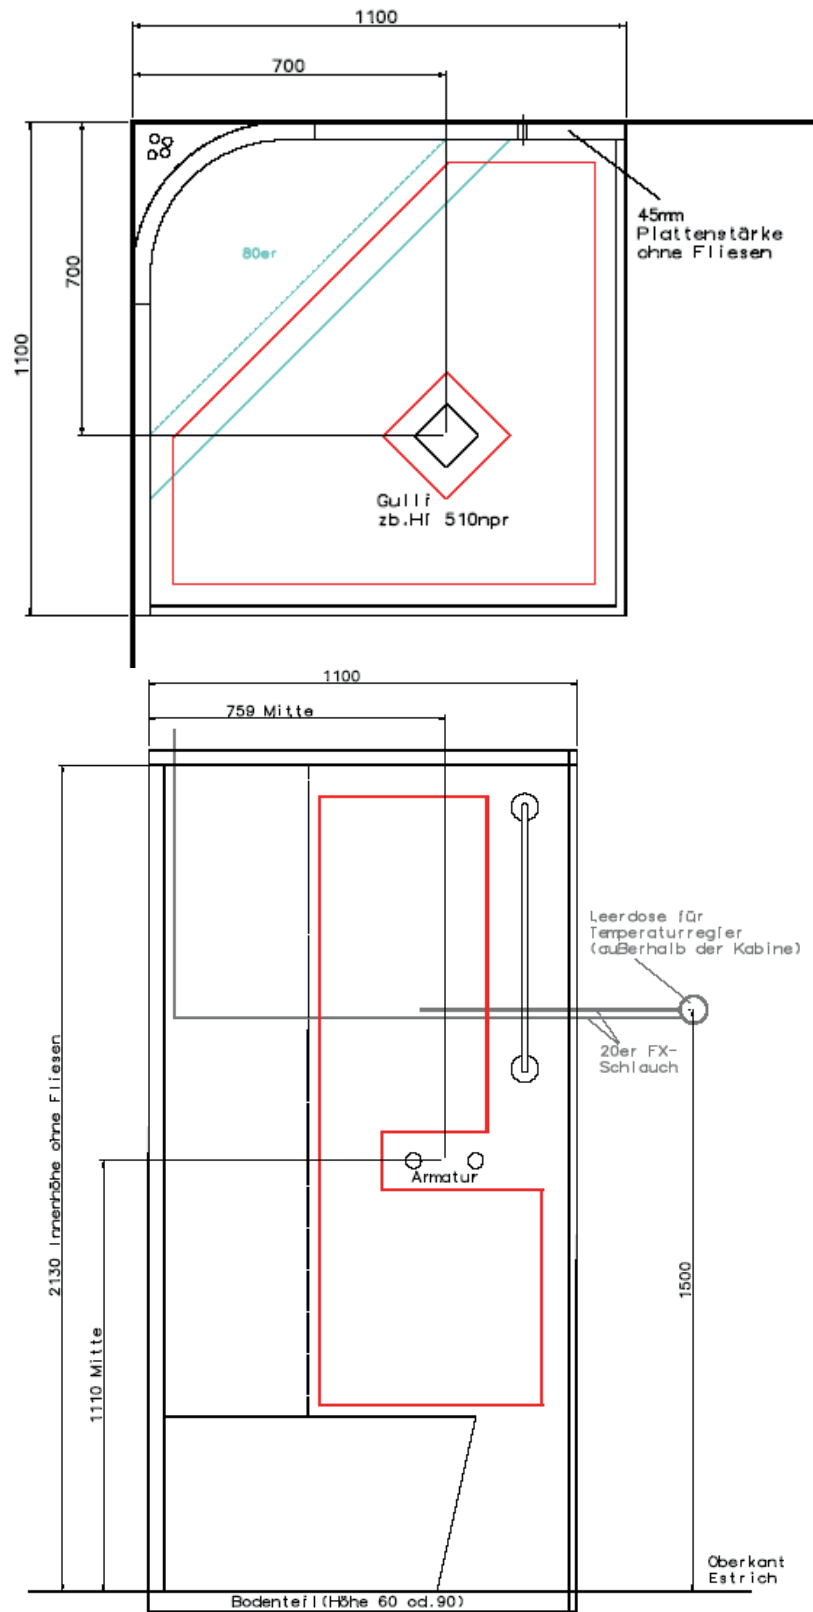 1100
700
45mm
Plattenstärke
ohne Fliesen
80er
700
1100
Gulli
zb.Hl 510npr
1100
759 Mitte
Leerdose für
Temperaturregler
(außerhalb der Kabine)
20er FX-
Schlauch
2130 Innenhöhe ohne Fliesen
Armatur
1110 Mitte
1500
Oberkant
Estrich
Bodenteil(Höhe 60 od.90)